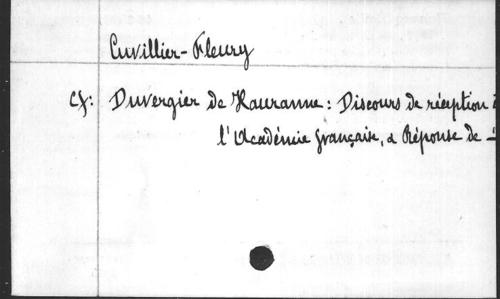 Cuvillier-Fleury
cf: Duvergier de Hauranne: Discours de réception
l'Académie française, & Réponse de